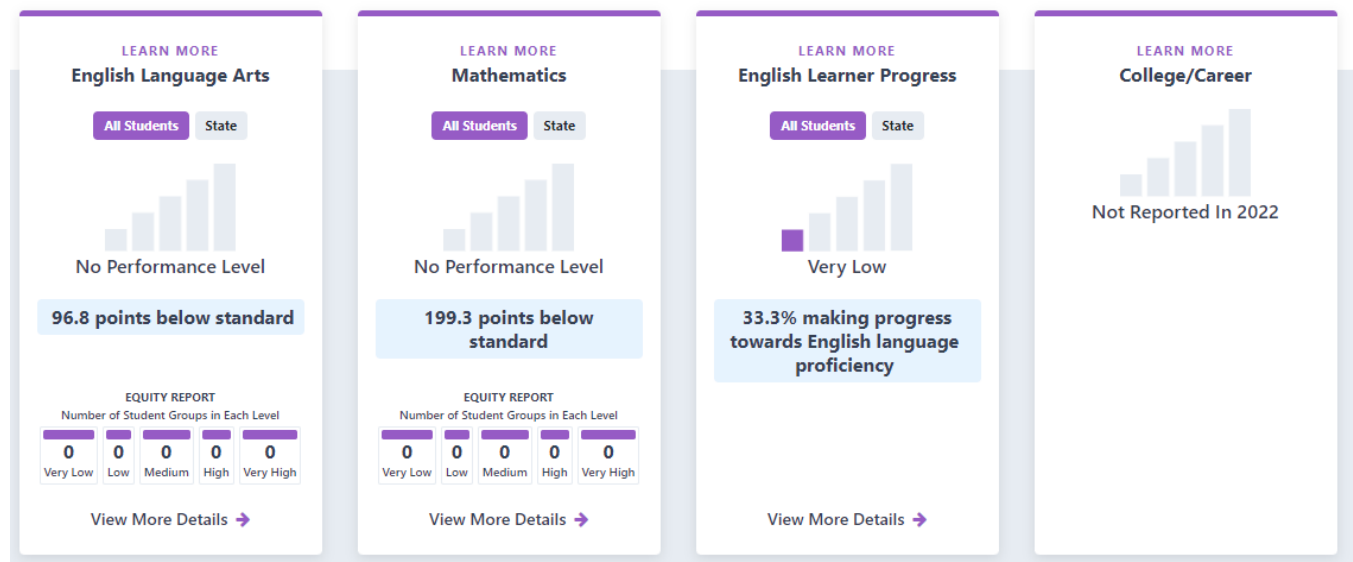 LEARN MORE
English Language Arts
All Students State
No Performance Level
96.8 points below standard
EQUITY REPORT
Number of Student Groups in Each Level
0 0 0 0 0
Very Low Low Medium High Very High
View More Details
LEARN MORE
Mathematics
All Students State
No Performance Level
199.3 points below
standard
EQUITY REPORT
Number of Student Groups in Each Level
0 0 0 0 0
Very Low Low Medium High Very High
View More Details
LEARN MORE
English Learner Progress
All Students State
Very Low
33.3% making progress
towards English language
proficiency
View More Details
LEARN MORE
College/Career
Not Reported In 2022